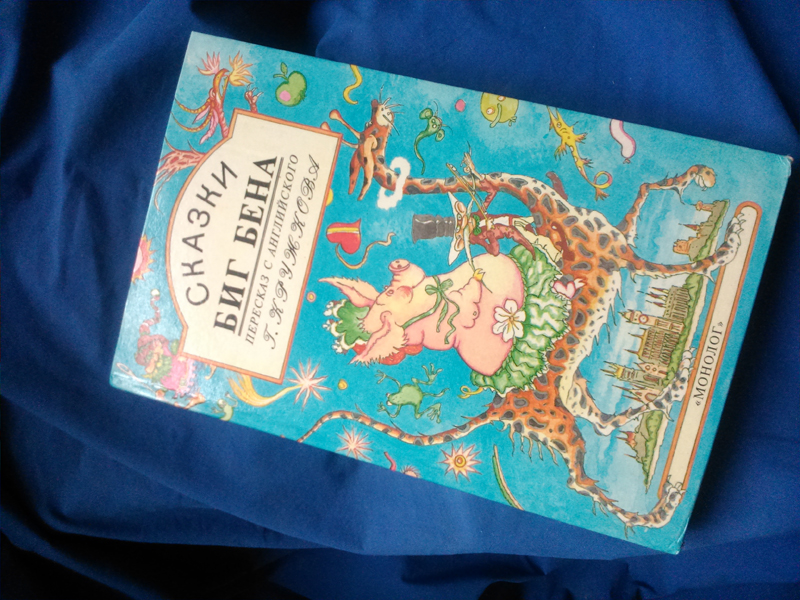 СКАЗКИ
БИГ БЕНА
ПЕРЕСКАЗ С АНГЛИЙСКОГО
Г. КРУЖКОВА
«МОНОЛОГ»